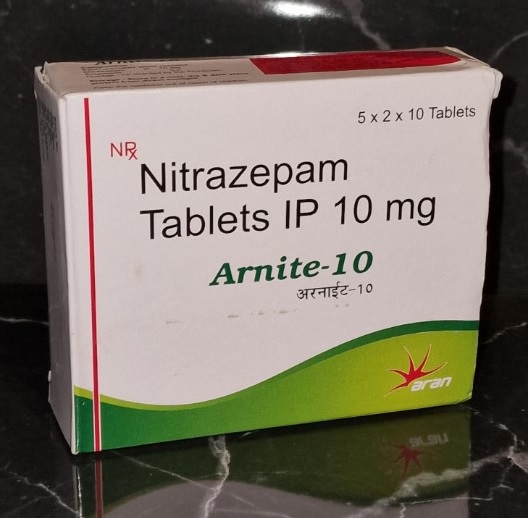 5 x 2 x 10 Tablets
NRx
Nitrazepam
Tablets IP 10 mg
Arnite-10
अरनाईट-10
aran